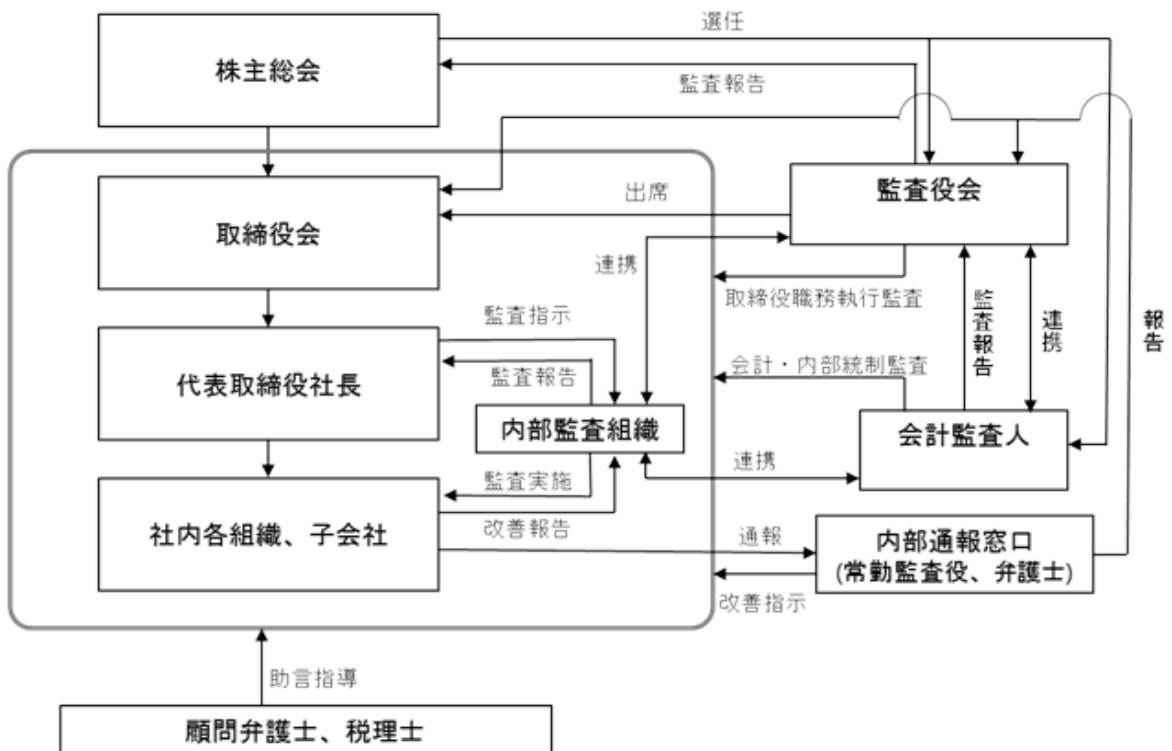 選任
株主総会
監査報告
監査役会
出席
取締役会
連携
取締役職務執行監査
監査指示
監査報告
連携
報告
会計・内部統制監査
監査報告
代表取締役社長
内部監査組織
会計監査人
連携
監査実施
社内各組織、子会社
改善報告
通報
内部通報窓口
(常勤監査役、弁護士)
改善指示
助言指導
顧問弁護士、税理士